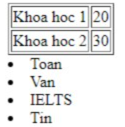 Khoa hoc 1 20
Khoa hoc 2 30
Toan
Van
IELTS
Tin